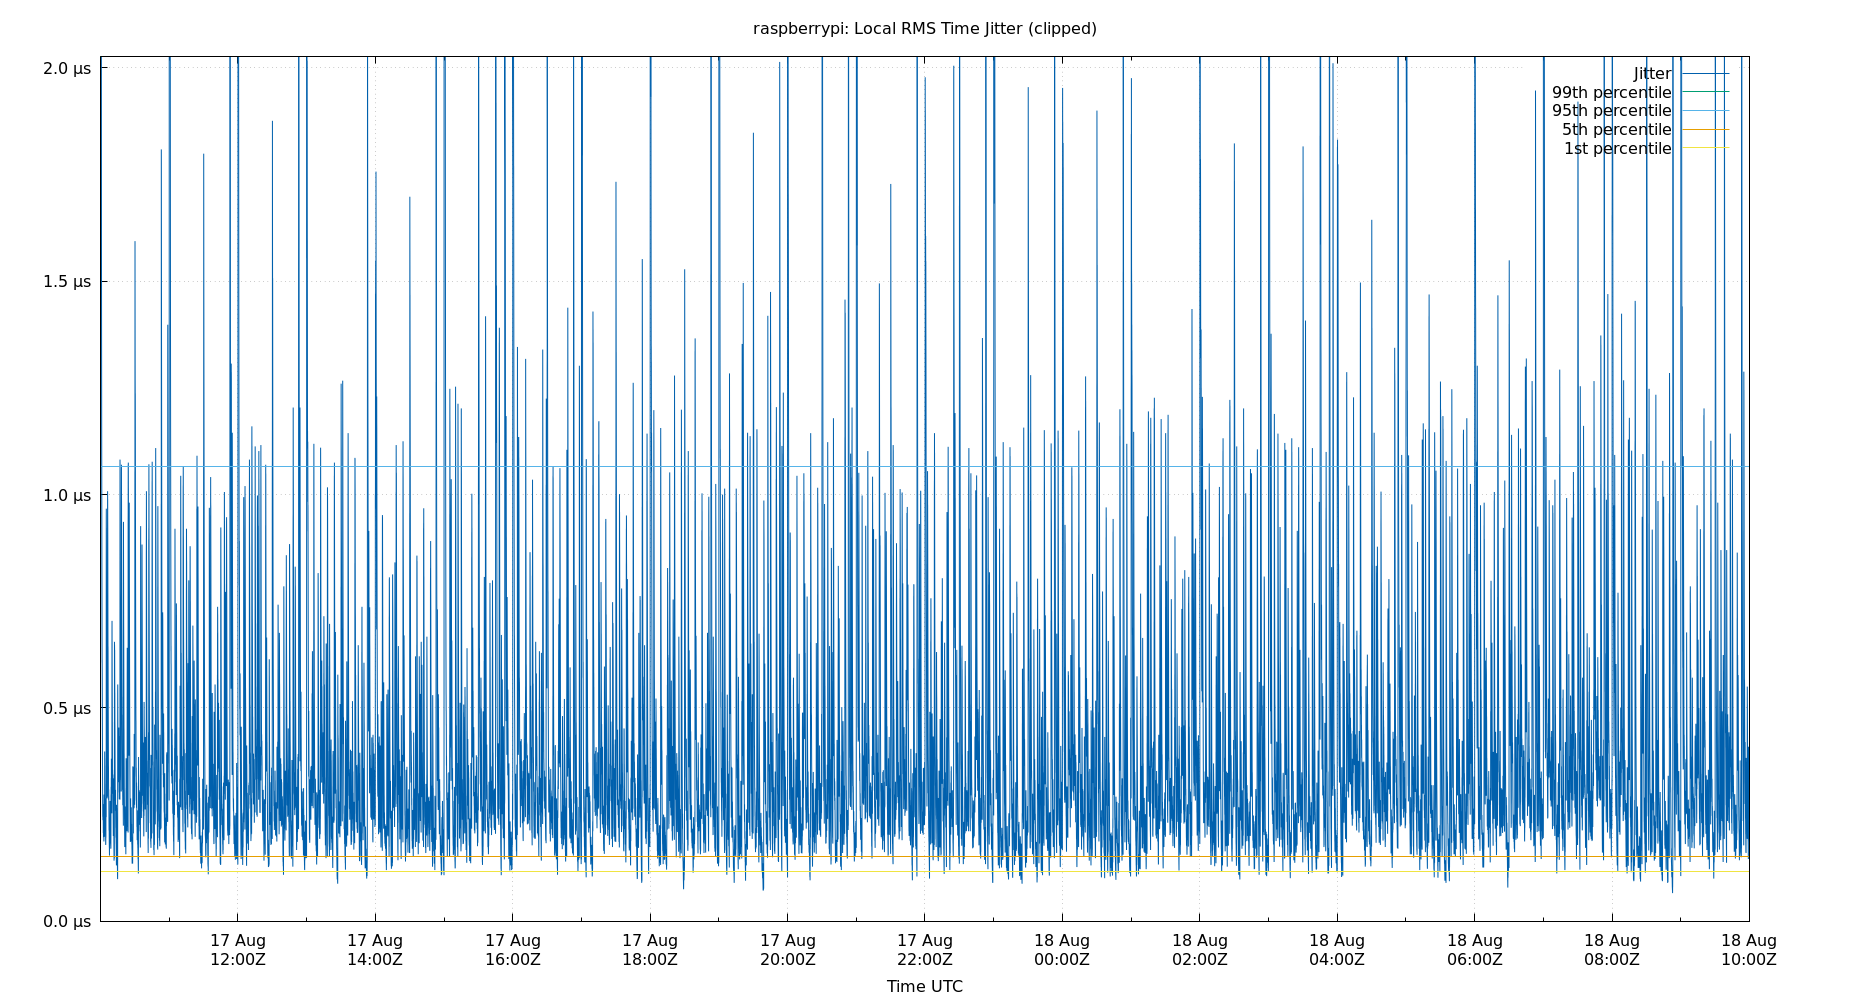 raspberrypi: Local RMS Time Jitter (clipped)
2.0 µs
1.5 µs
1.0 µs
0.5 µs
0.0 µs
Jitter
99th percentile
95th percentile
5th percentile
1st percentile
17 Aug
12:00Z
17 Aug
14:00Z
17 Aug
16:00Z
17 Aug
18:00Z
17 Aug
20:00Z
17 Aug
22:00Z
18 Aug
00:00Z
18 Aug
02:00Z
18 Aug
04:00Z
18 Aug
06:00Z
18 Aug
08:00Z
18 Aug
10:00Z
Time UTC